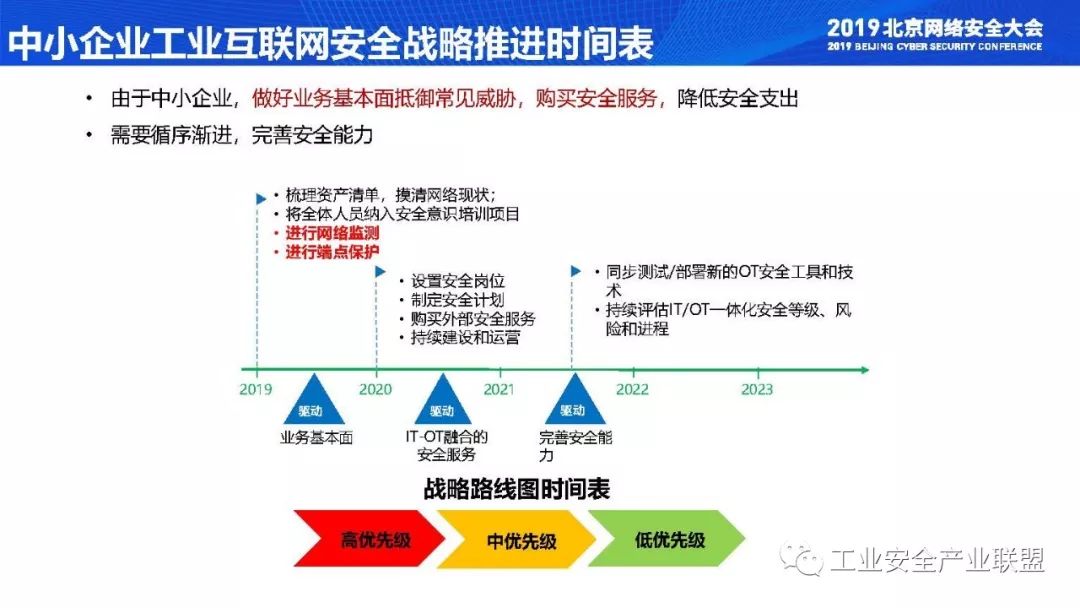 中小企业工业互联网安全战略推进时间表
2019北京网络安全大会
2019 BEIJING CYBER SECURITY CONFERENCE
• 由于中小企业，做好业务基本面抵御常见威胁，购买安全服务，降低安全支出
• 需要循序渐进，完善安全能力
• 梳理资产清单，摸清网络现状；
• 将全体人员纳入安全意识培训项目
• 进行网络监测
• 进行端点保护
• 设置安全岗位
• 制定安全计划
• 购买外部安全服务
• 持续建设和运营
• 同步测试/部署新的OT安全工具和技
术
• 持续评估IT/OT一体化安全等级、风
险和进程
2019 2020 2021 2022 2023
驱动 驱动 驱动
业务基本面
IT-OT融合的
安全服务
完善安全能
力
战略路线图时间表
高优先级 中优先级 低优先级
工业安全产业联盟